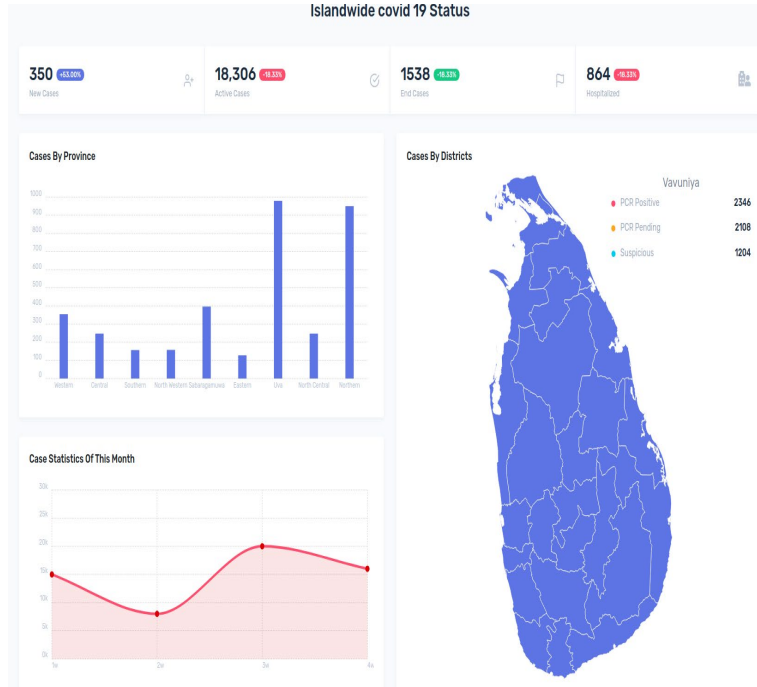 Islandwide covid 19 Status
350 +53.00%
New Cases
18,306 -18.33%
Active Cases
1538 -18.33%
End Cases
864 -18.33%
Hospitalized
Cases By Province
1000
900
800
700
600
500
400
300
200
100
0
Western Central Southern North Western Sabaragamuwa Eastern Uva North Central Northern
Case Statistics Of This Month
30k
25k
20k
15k
10k
5k
0k
1w 2w 3w 4w
Cases By Districts
Vavuniya
PCR Positive 2346
PCR Pending 2108
Suspicious 1204